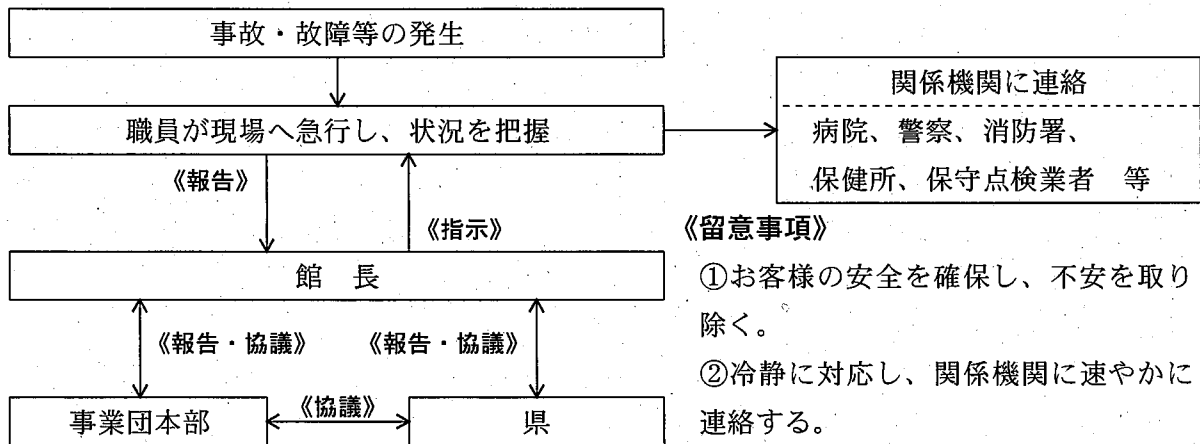 事故・故障等の発生
職員が現場へ急行し、状況を把握
関係機関に連絡
病院、警察、消防署、
保健所、保守点検業者　等
《報告》
《指示》
館　長
《留意事項》
①お客様の安全を確保し、不安を取り
除く。
②冷静に対応し、関係機関に速やかに
連絡する。
《報告・協議》
《報告・協議》
事業団本部
《協議》
県